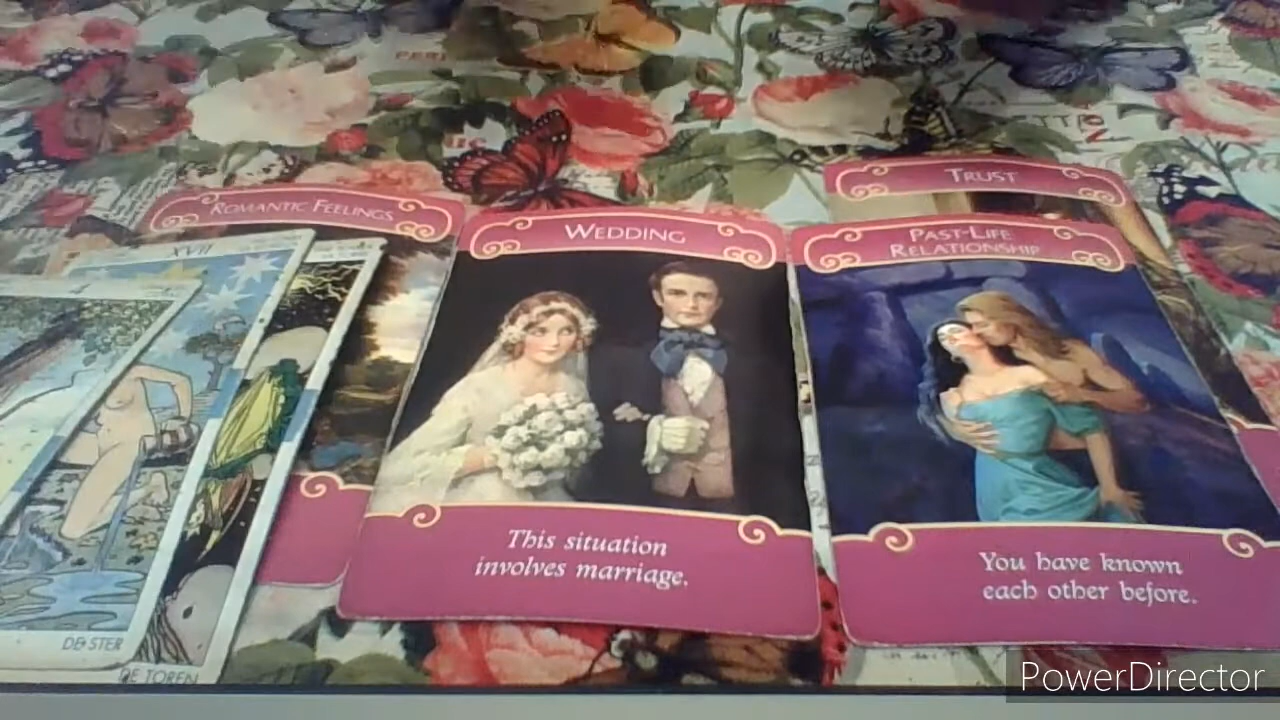 TRUST
ROMANTIC FEELINGS
WEDDING
PAST-LIFE
RELATIONSHIP
XVII
This situation
involves marriage.
You have known
each other before.
DE STER
DE TOREN
PowerDirector